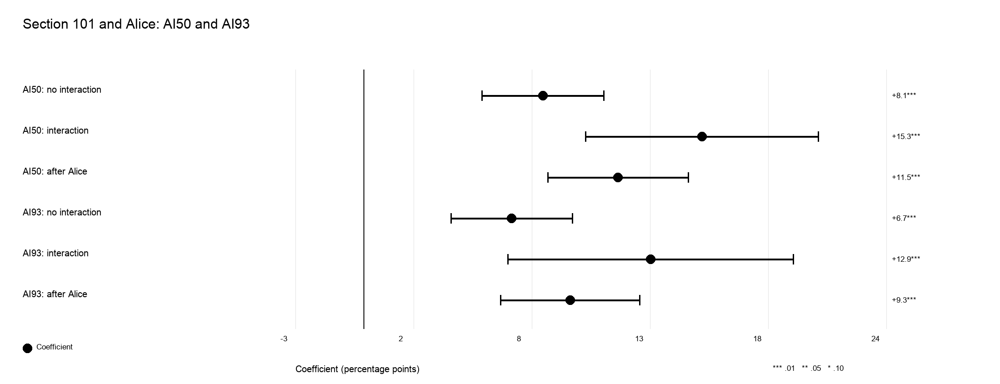 Section 101 and Alice: AI50 and AI93
AI50: no interaction
+8.1***
AI50: interaction
+15.3***
AI50: after Alice
+11.5***
AI93: no interaction
+6.7***
AI93: interaction
+12.9***
AI93: after Alice
+9.3***
-3 2 8 13 18 24
Coefficient
Coefficient (percentage points)
*** .01 ** .05 * .10